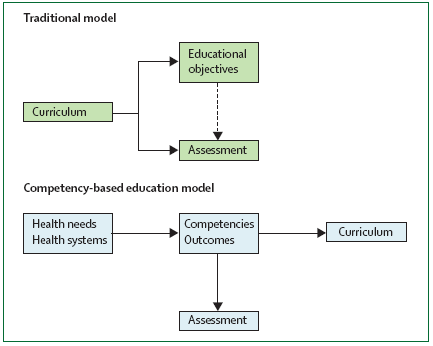 Traditional model
Educational
objectives
Curriculum
Assessment
Competency-based education model
Health needs
Health systems
Competencies
Outcomes
Curriculum
Assessment